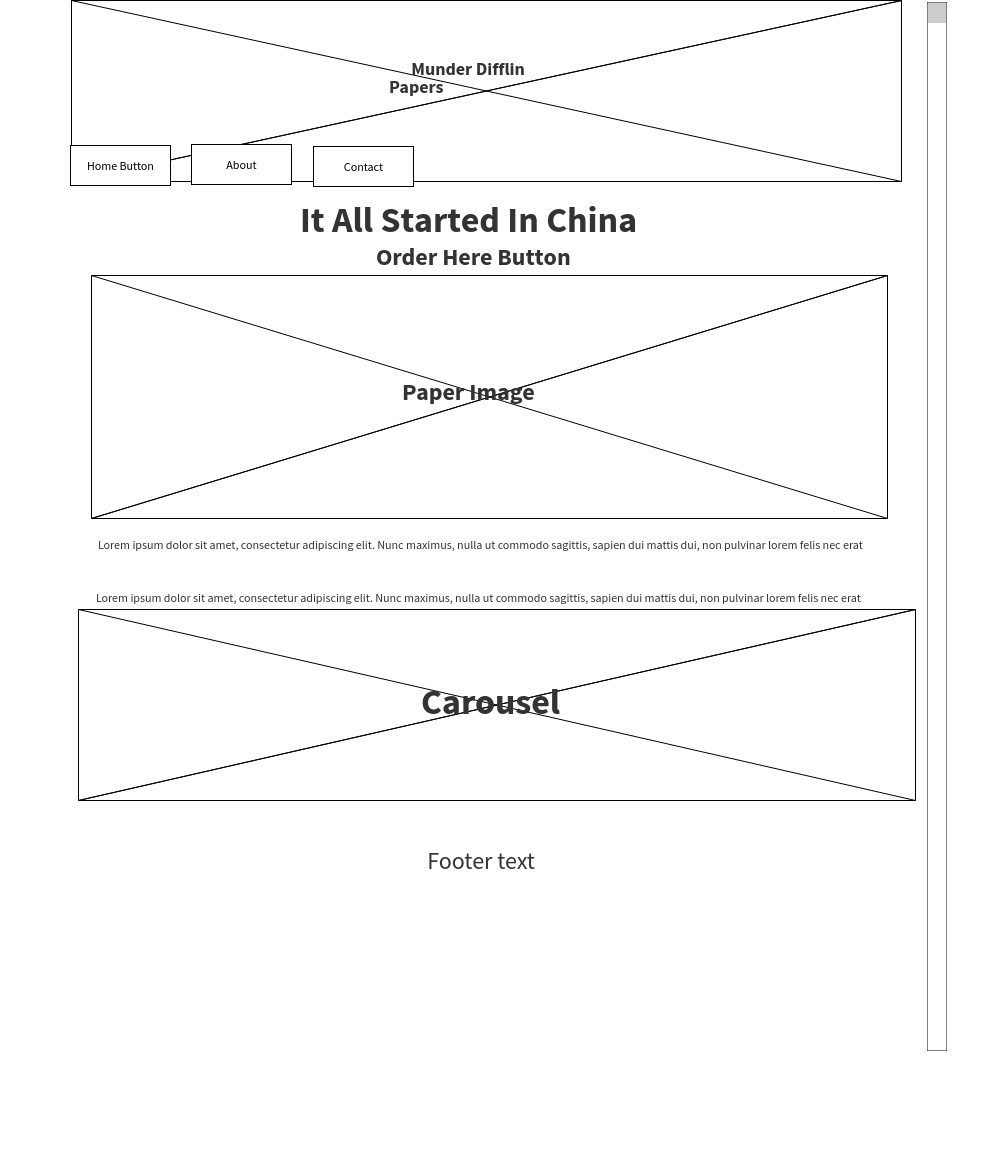 Munder Difflin
Papers
Home Button
About
Contact
It All Started In China
Order Here Button
Paper Image
Lorem ipsum dolor sit amet, consectetur adipiscing elit. Nunc maximus, nulla ut commodo sagittis, sapien dui mattis dui, non pulvinar lorem felis nec erat
Lorem ipsum dolor sit amet, consectetur adipiscing elit. Nunc maximus, nulla ut commodo sagittis, sapien dui mattis dui, non pulvinar lorem felis nec erat
Carousel
Footer text